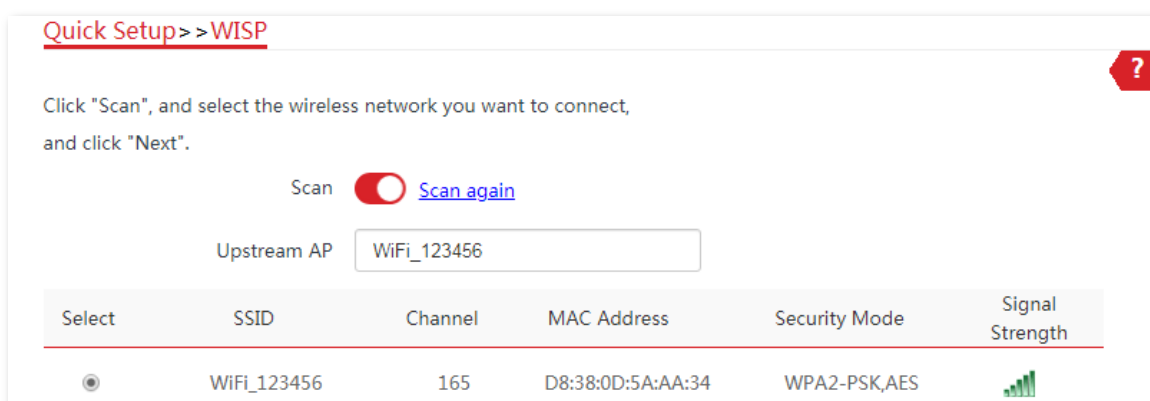 Quick Setup>>WISP
?
Click "Scan", and select the wireless network you want to connect,
and click "Next".
Scan Scan again
Upstream AP WiFi_123456
Select SSID Channel MAC Address Security Mode Signal Strength
WiFi_123456 165 D8:38:0D:5A:AA:34 WPA2-PSK,AES